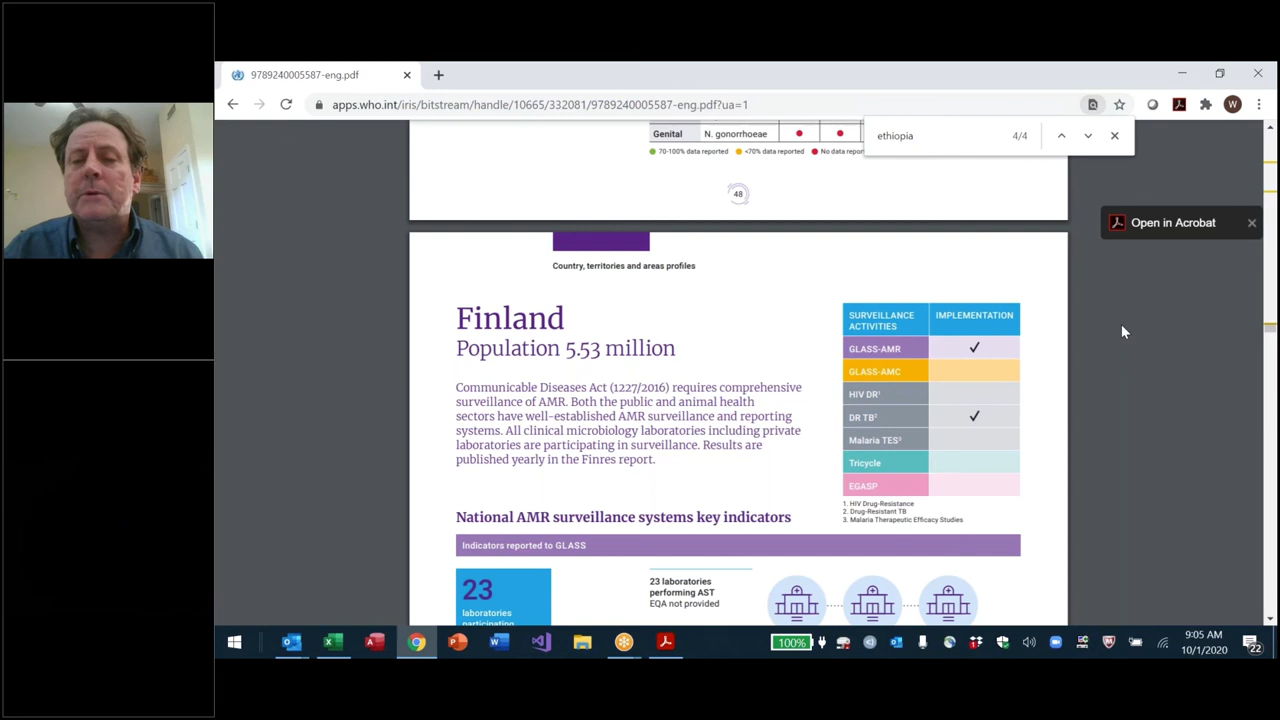 9789240005587-eng.pdf
apps.who.int/iris/bitstream/handle/10665/332081/9789240005587-eng.pdf?ua=1
W
ethiopia
4/4
Genital N. gonorrhoeae
70-100% data reported <70% data reported No data repor
48
Open in Acrobat
Country, territories and areas profiles
Finland
Population 5.53 million
Communicable Diseases Act (1227/2016) requires comprehensive
surveillance of AMR. Both the public and animal health
sectors have well-established AMR surveillance and reporting
systems. All clinical microbiology laboratories including private
laboratories are participating in surveillance. Results are
published yearly in the Finres report.
SURVEILLANCE
ACTIVITIES
IMPLEMENTATION
GLASS-AMR ✓
GLASS-AMC
HIV DR¹
DR TB² ✓
Malaria TES³
Tricycle
EGASP
1. HIV Drug-Resistance
2. Drug-Resistant TB
3. Malaria Therapeutic Efficacy Studies
National AMR surveillance systems key indicators
Indicators reported to GLASS
23
laboratories
participating
23 laboratories
performing AST
EQA not provided
100%
9:05 AM
10/1/2020
22